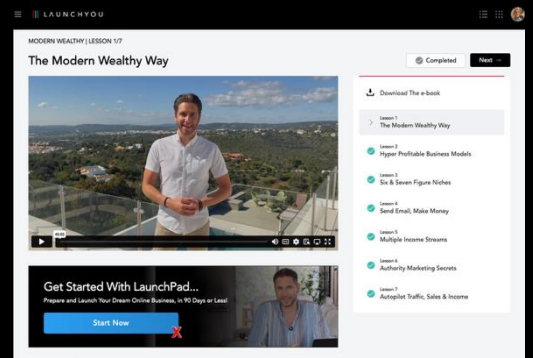 LAUNCHYOU
MODERN WEALTHY | LESSON 1/7
The Modern Wealthy Way
Completed
Next →
Download The e-book
Lesson 1
The Modern Wealthy Way
Lesson 2
Hyper Profitable Business Models
Lesson 3
Six & Seven Figure Niches
Lesson 4
Send Email, Make Money
Lesson 5
Multiple Income Streams
Lesson 6
Authority Marketing Secrets
Lesson 7
Autopilot Traffic, Sales & Income
Get Started With LaunchPad...
Prepare and Launch Your Dream Online Business, in 90 Days or Less!
Start Now
X